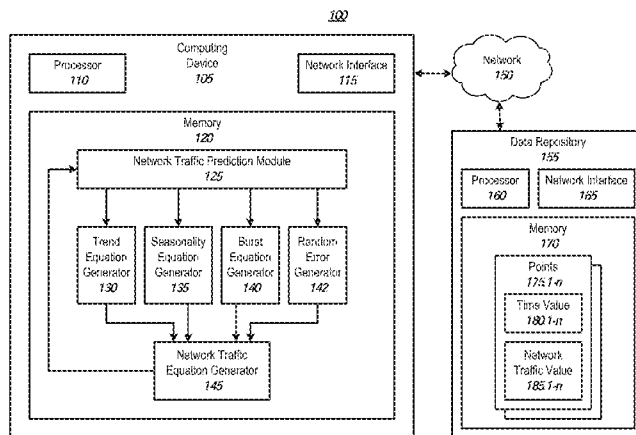 100
Computing
Device
105
Processor
110
Network Interface
115
Network
150
Memory
120
Network Traffic Prediction Module
125
Trend
Equation
Generator
130
Seasonality
Equation
Generator
135
Burst
Equation
Generator
140
Random
Error
Generator
142
Network Traffic
Equation Generator
145
Data Repository
155
Processor
160
Network Interface
165
Memory
170
Points
175.1-n
Time Value
180.1-n
Network
Traffic Value
185.1-n